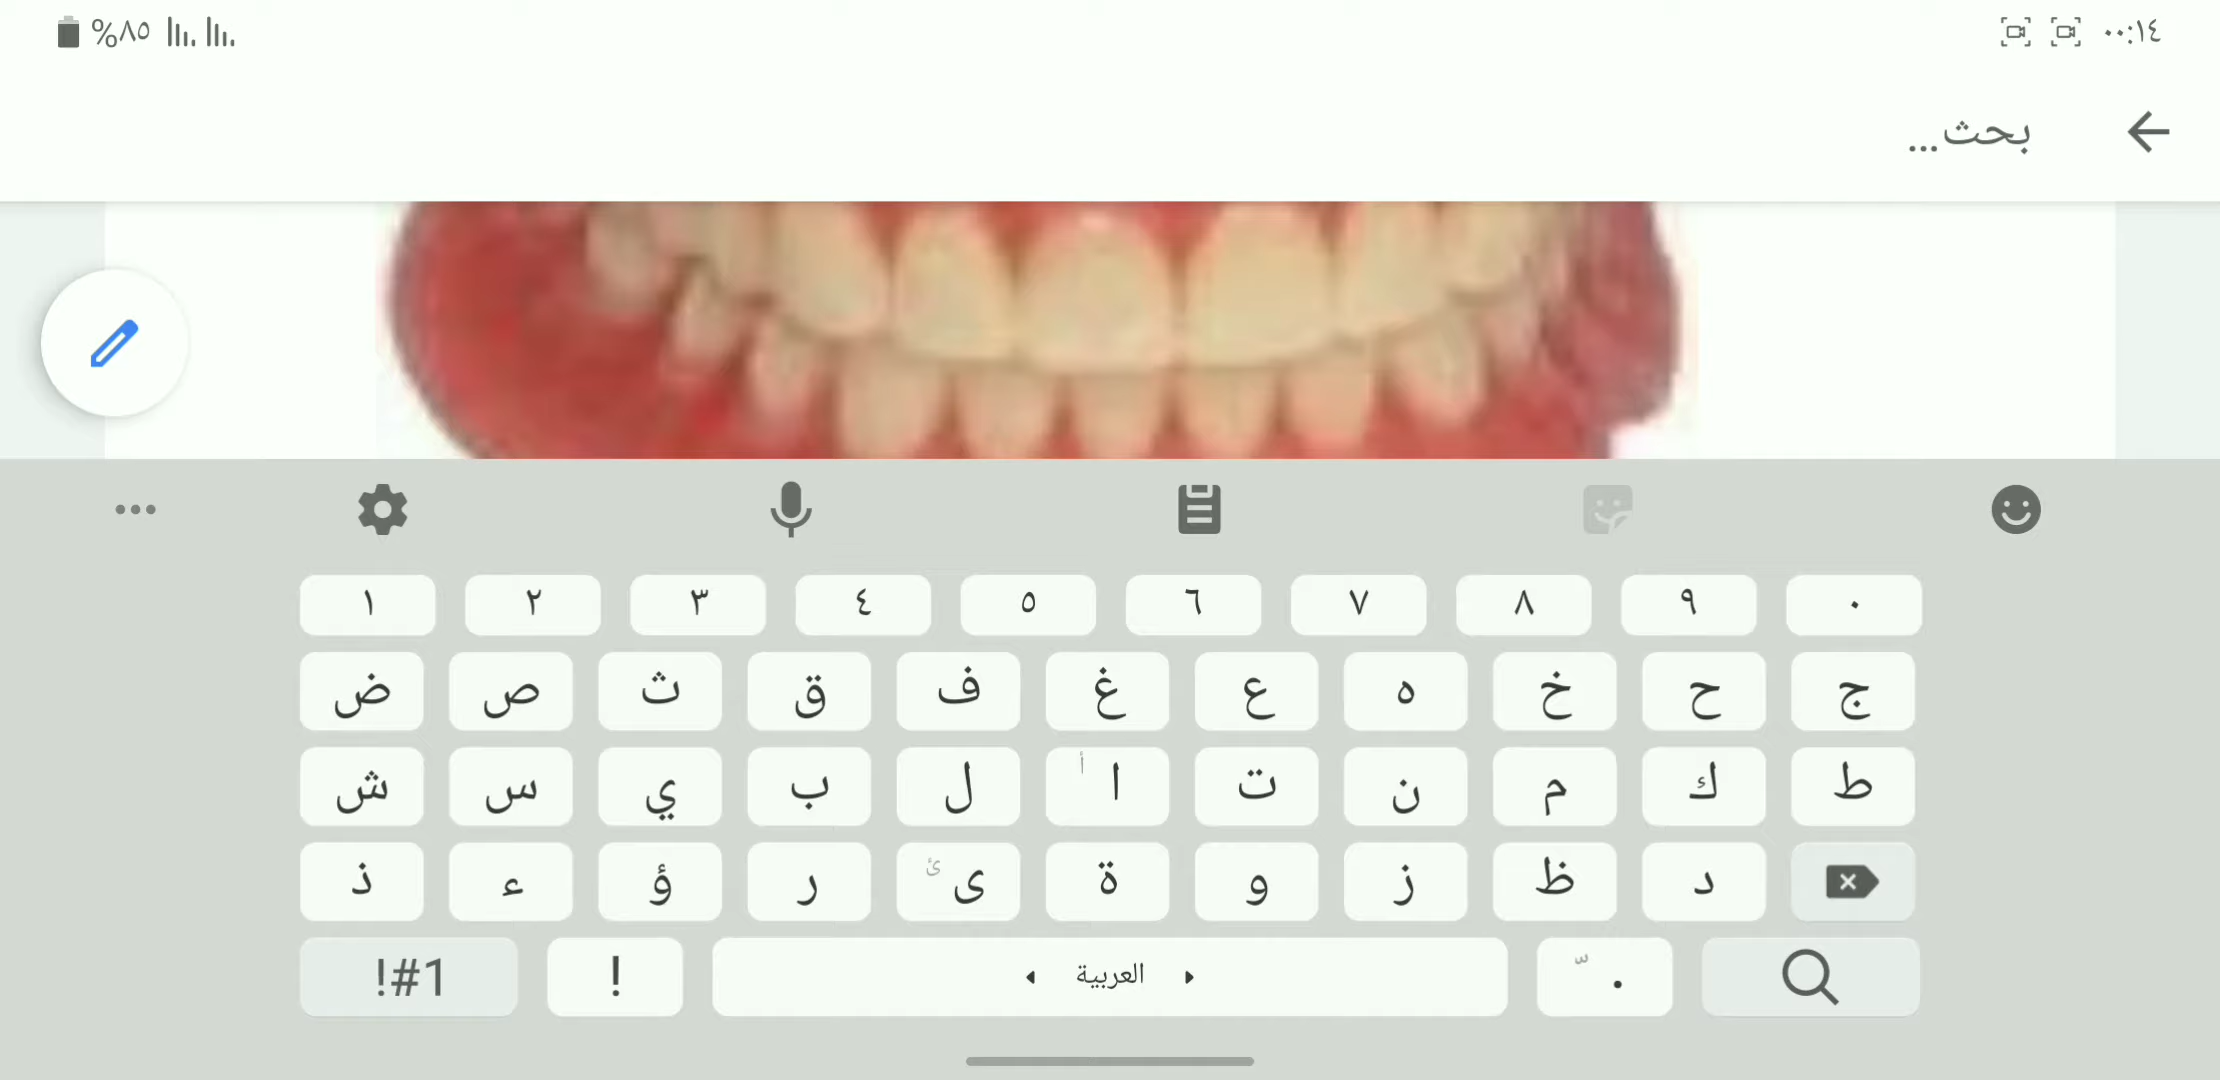 %٨٥
٠٠:١٤
بحث...
١ ٢ ٣ ٤ ٥ ٦ ٧ ٨ ٩ ٠
ض ص ث ق ف غ ع ه خ ح ج
ش س ي ب ل ا أ ت ن م ك ط
ذ ء ؤ ر ى ئ ة و ز ظ د
!#1 ! العربية . ّ